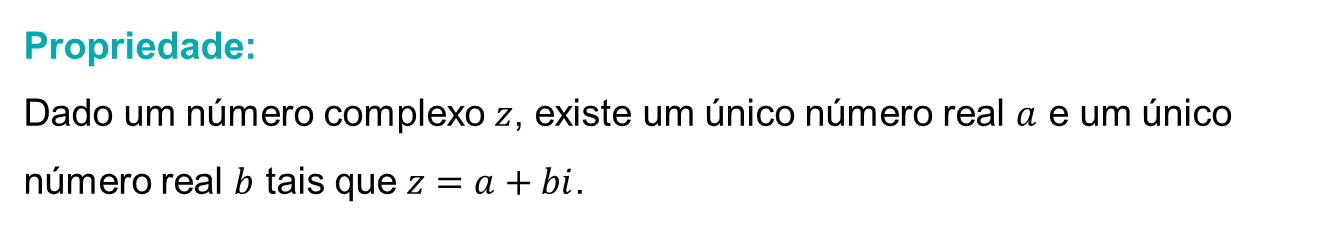 Propriedade:
Dado um número complexo z, existe um único número real a e um único
número real b tais que z = a + bi.